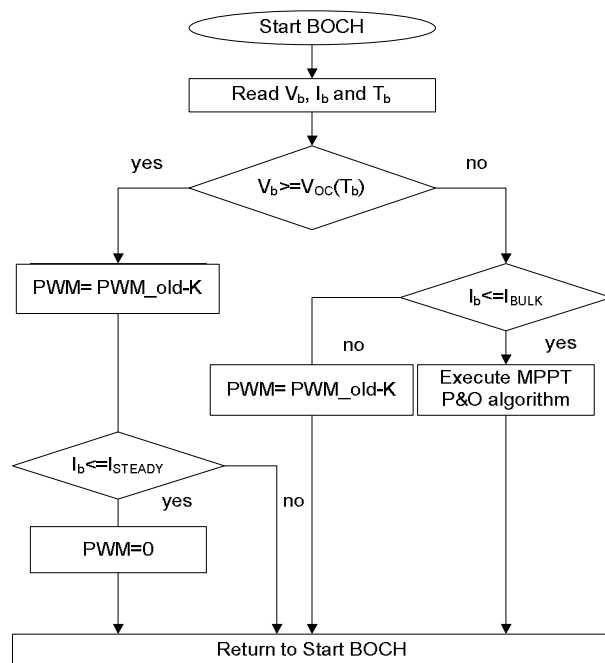 Start BOCH
Read V_b, I_b and T_b
yes
no
V_b>=V_OC(T_b)
PWM= PWM_old-K
I_b<=I_BULK
no
yes
PWM= PWM_old-K
Execute MPPT
P&O algorithm
I_b<=I_STEADY
yes
no
PWM=0
Return to Start BOCH